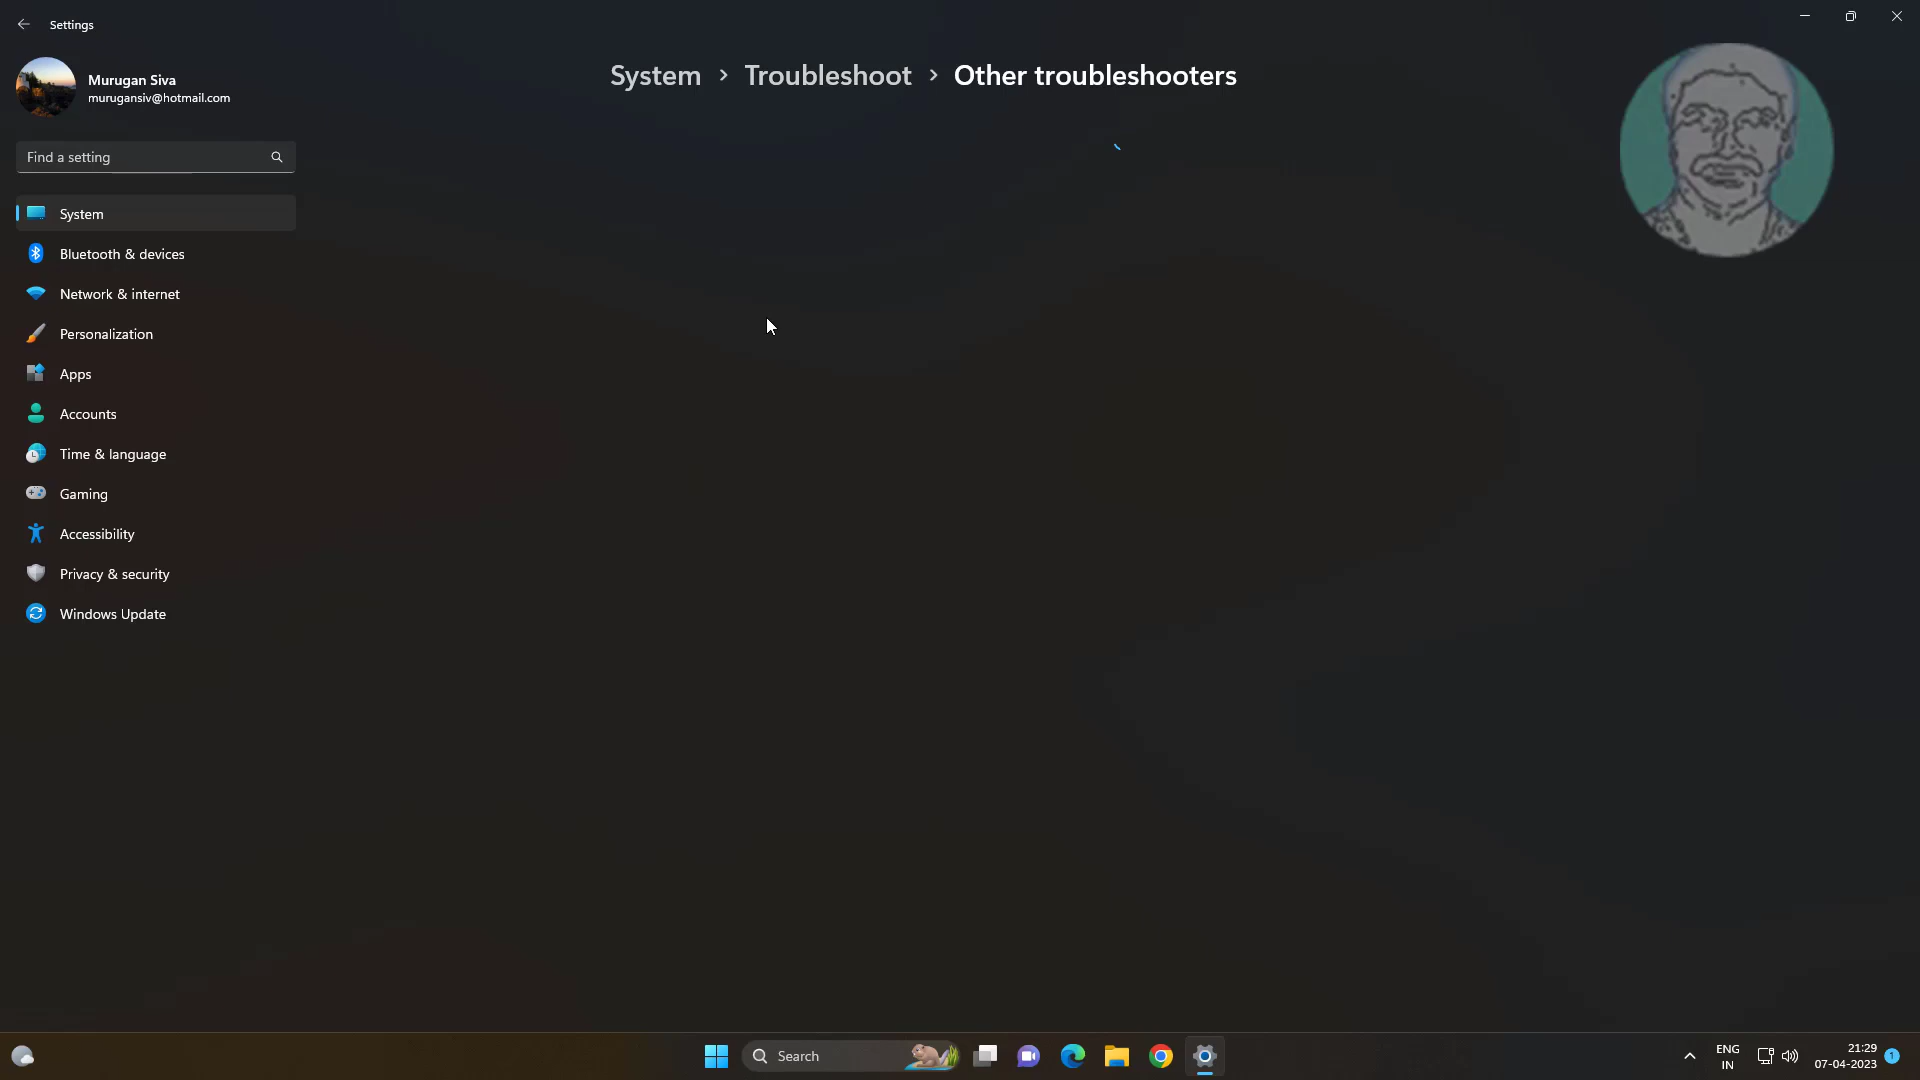 Settings
Murugan Siva
murugansiv@hotmail.com
System > Troubleshoot > Other troubleshooters
Find a setting
System
Bluetooth & devices
Network & internet
Personalization
Apps
Accounts
Time & language
Gaming
Accessibility
Privacy & security
Windows Update
Search
ENG
IN
21:29
07-04-2023
1